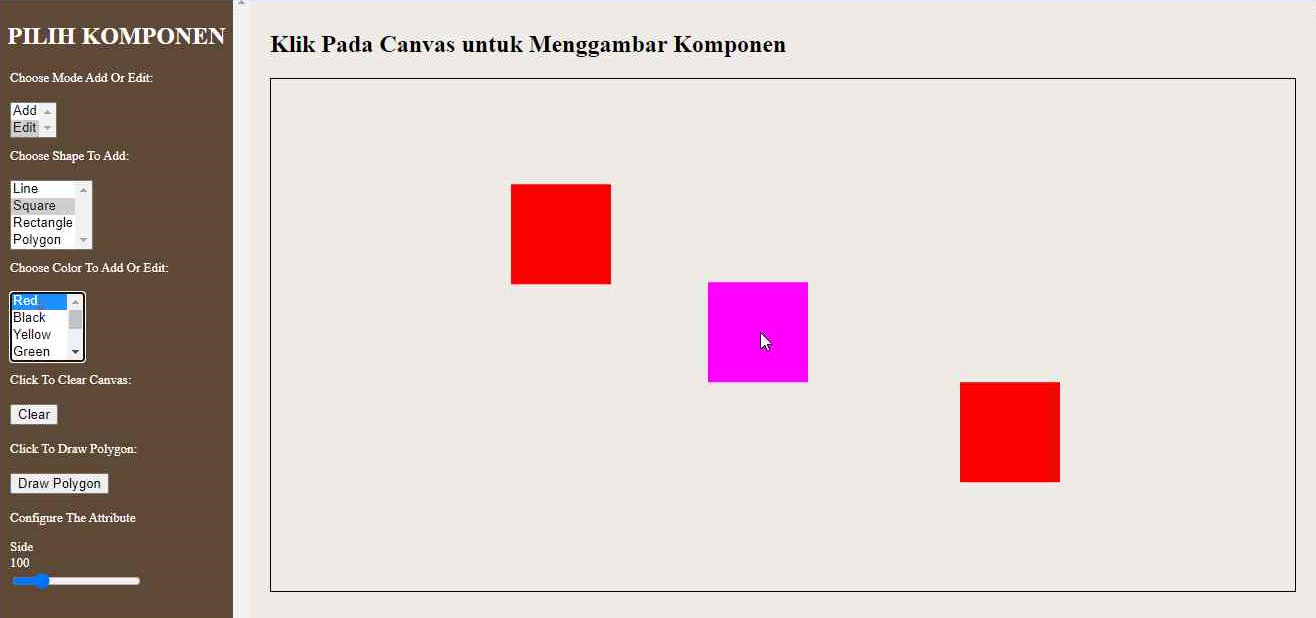 PILIH KOMPONEN
Choose Mode Add Or Edit:
Add
Edit
Choose Shape To Add:
Line
Square
Rectangle
Polygon
Choose Color To Add Or Edit:
Red
Black
Yellow
Green
Click To Clear Canvas:
Clear
Click To Draw Polygon:
Draw Polygon
Configure The Attribute
Side
100
Klik Pada Canvas untuk Menggambar Komponen